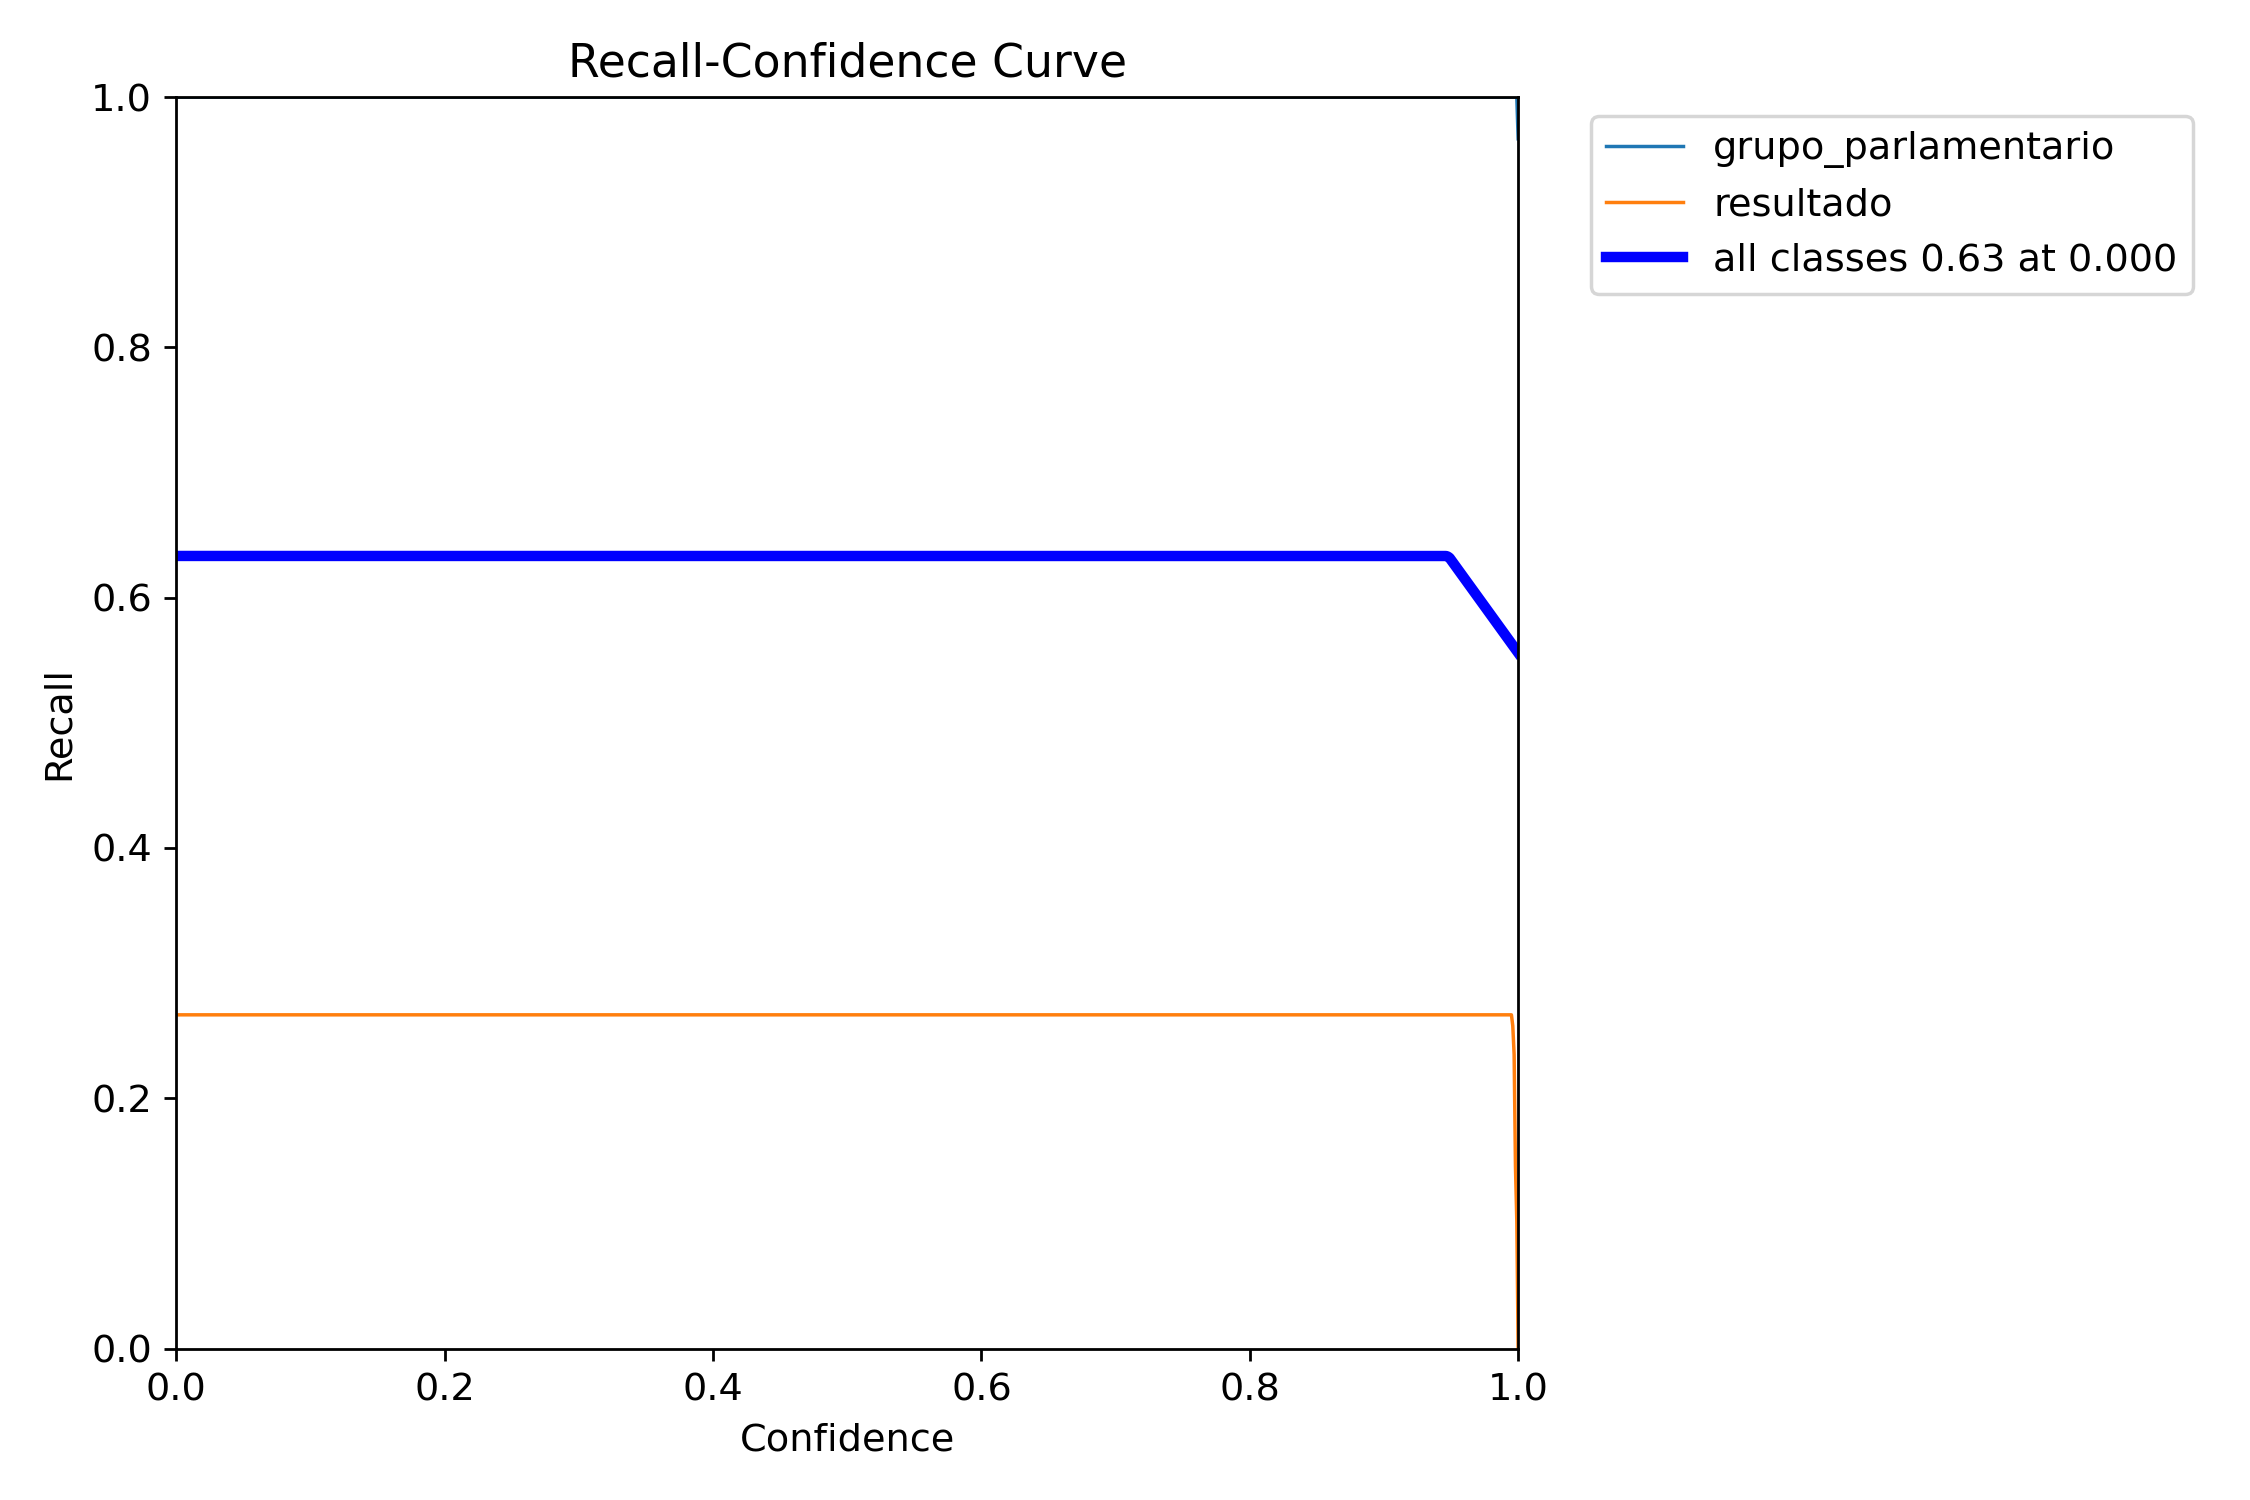 Recall-Confidence Curve
1.0
0.8
0.6
0.4
0.2
0.0
Recall
0.0 0.2 0.4 0.6 0.8 1.0
Confidence
grupo_parlamentario
resultado
all classes 0.63 at 0.000